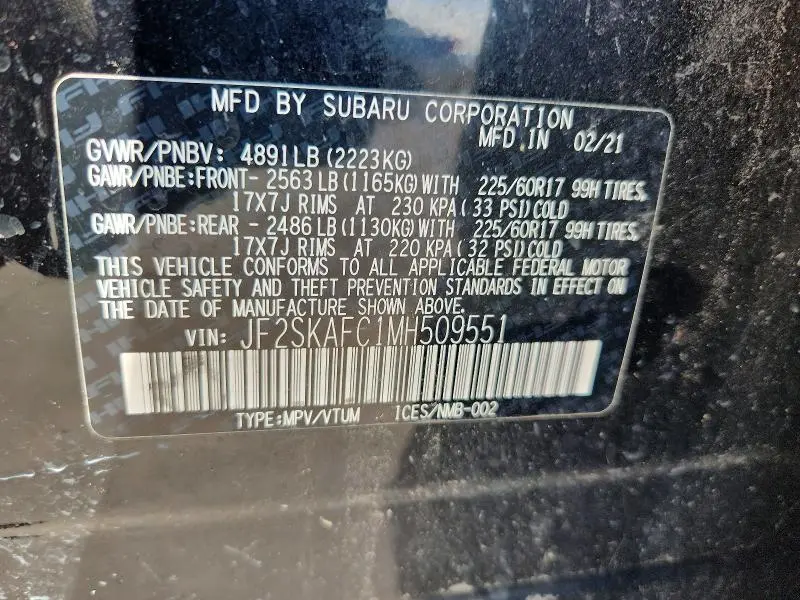 MFD BY SUBARU CORPORATION
MFD IN 02/21
GVWR/PNBV: 4891LB (2223KG)
GAWR/PNBE:FRONT- 2563 LB (1165KG) WITH 225/60R17 99H TIRES,
17X7J RIMS AT 230 KPA ( 33 PSI) COLD
GAWR/PNBE:REAR - 2486 LB (1130KG) WITH 225/60R17 99H TIRES,
17X7J RIMS AT 220 KPA ( 32 PSI) COLD
THIS VEHICLE CONFORMS TO ALL APPLICABLE FEDERAL MOTOR
VEHICLE SAFETY AND THEFT PREVENTION STANDARDS IN EFFECT ON
THE DATE OF MANUFACTURE SHOWN ABOVE.
VIN: JF2SKAFC1MH509551
TYPE:MPV/VTUM 1CES/NMB-002